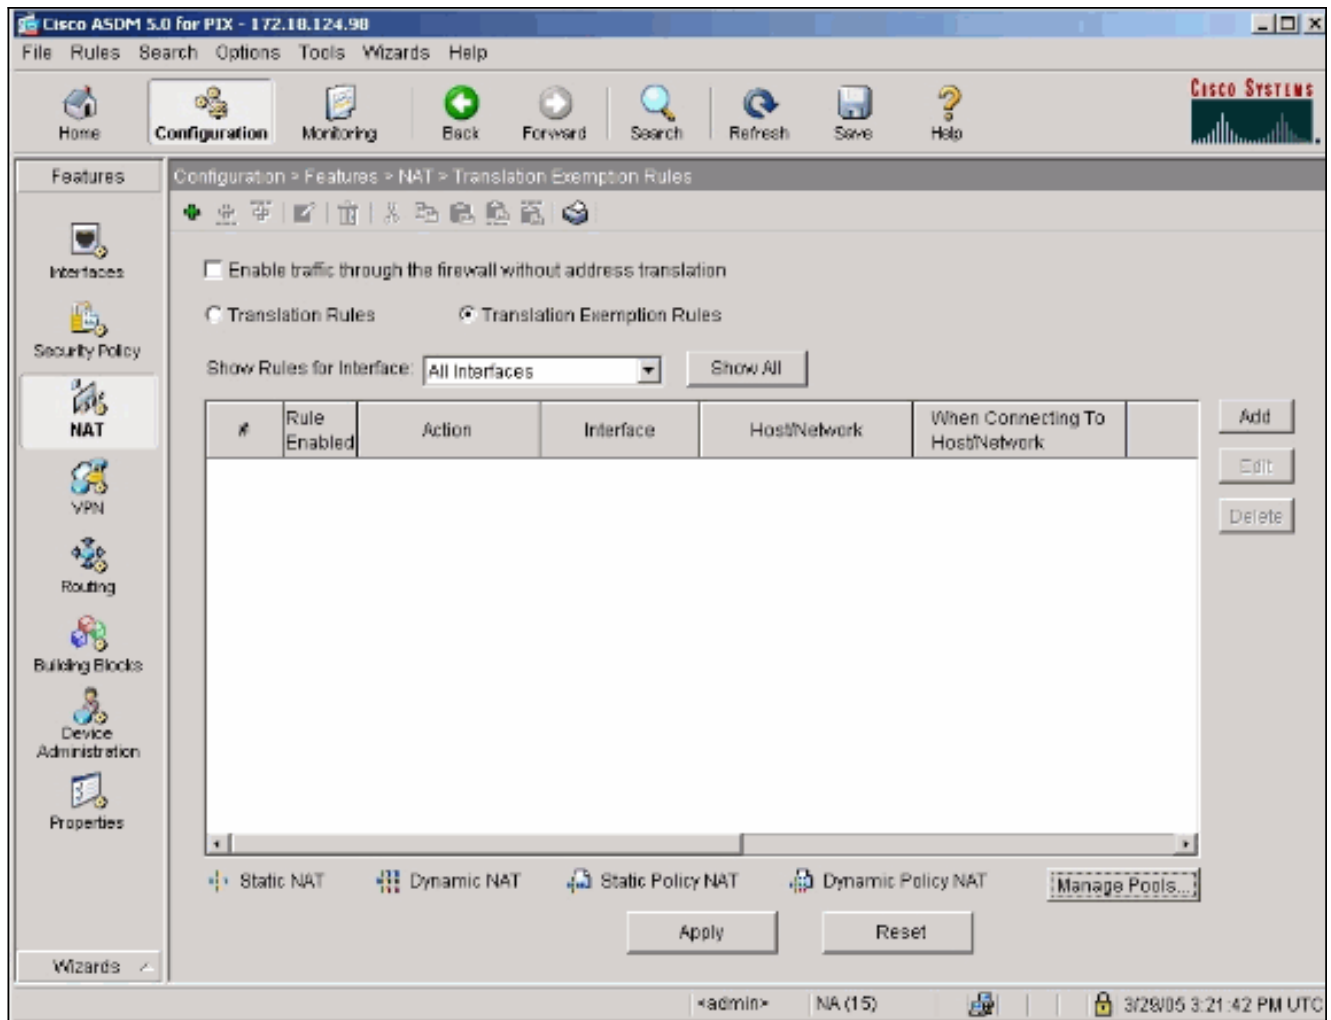 Cisco ASDM 5.0 for PIX - 172.18.124.98
File Rules Search Options Tools Wizards Help
Home Configuration Monitoring Back Forward Search Refresh Save Help
CISCO SYSTEMS
Features
Configuration > Features > NAT > Translation Exemption Rules
Interfaces
Security Policy
NAT
VPN
Routing
Building Blocks
Device
Administration
Properties
Wizards
Enable traffic through the firewall without address translation
Translation Rules Translation Exemption Rules
Show Rules for Interface: All Interfaces Show All
# Rule Enabled Action Interface Host/Network When Connecting To Host/Network
Add
Edit
Delete
Static NAT Dynamic NAT Static Policy NAT Dynamic Policy NAT Manage Pools...
Apply Reset
<admin> NA (15) 3/29/05 3:21:42 PM UTC